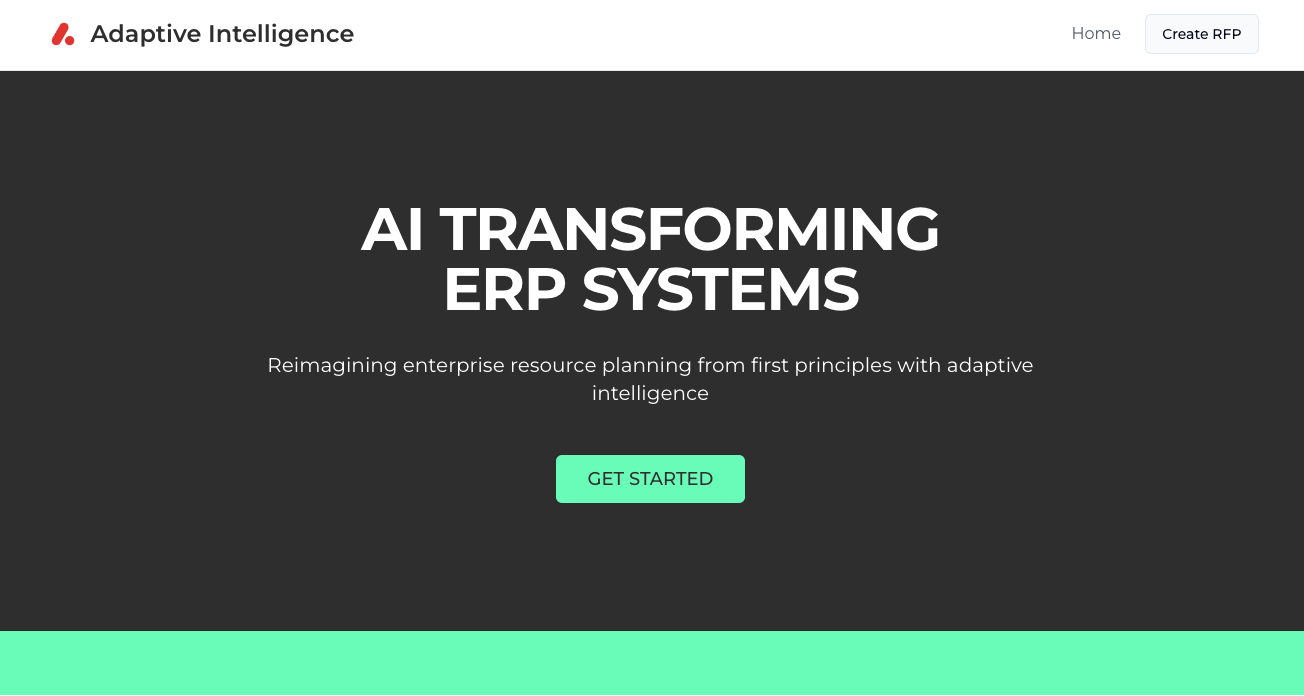 Adaptive Intelligence
Home
Create RFP
AI TRANSFORMING
ERP SYSTEMS
Reimagining enterprise resource planning from first principles with adaptive
intelligence
GET STARTED